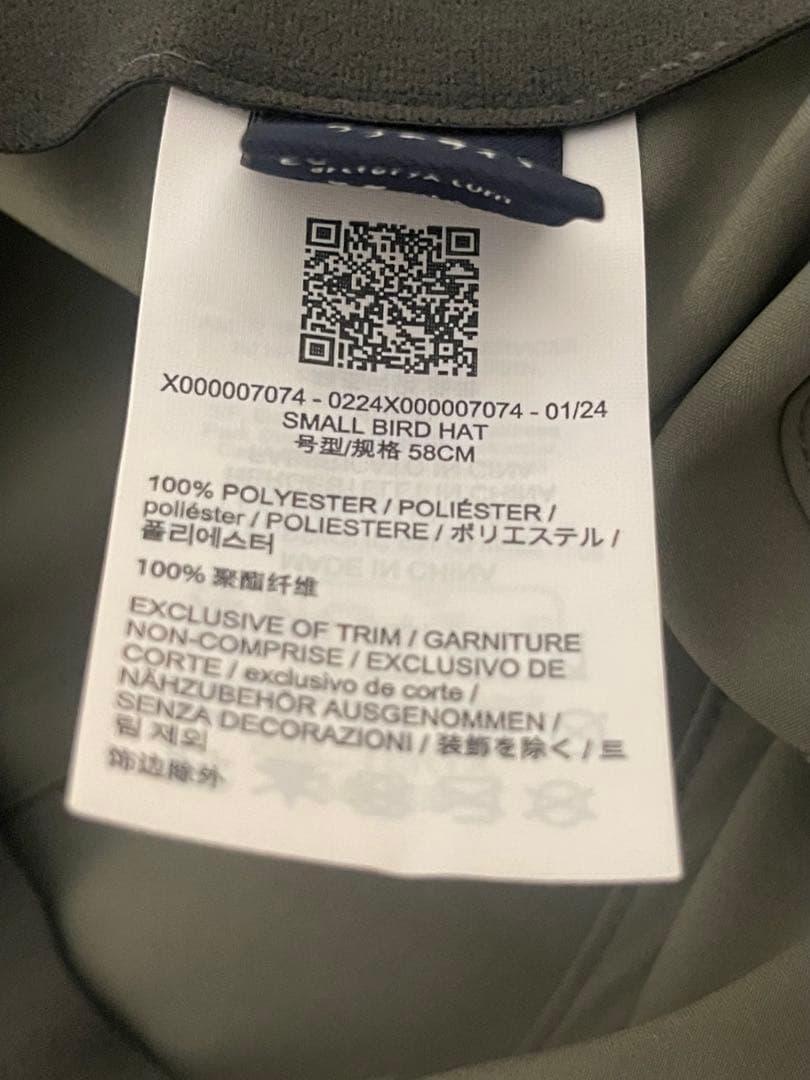 X000007074 - 0224X000007074 - 01/24
SMALL BIRD HAT
号型/规格 58CM
100% POLYESTER / POLIÉSTER /
poliéster / POLIESTERE / ポリエステル /
폴리에스터
100% 聚酯纤维
EXCLUSIVE OF TRIM / GARNITURE
NON-COMPRISE / EXCLUSIVO DE
CORTE / exclusivo de corte /
NÄHZUBEHÖR AUSGENOMMEN /
SENZA DECORAZIONI / 装飾を除く / 트
림 제외
饰边除外